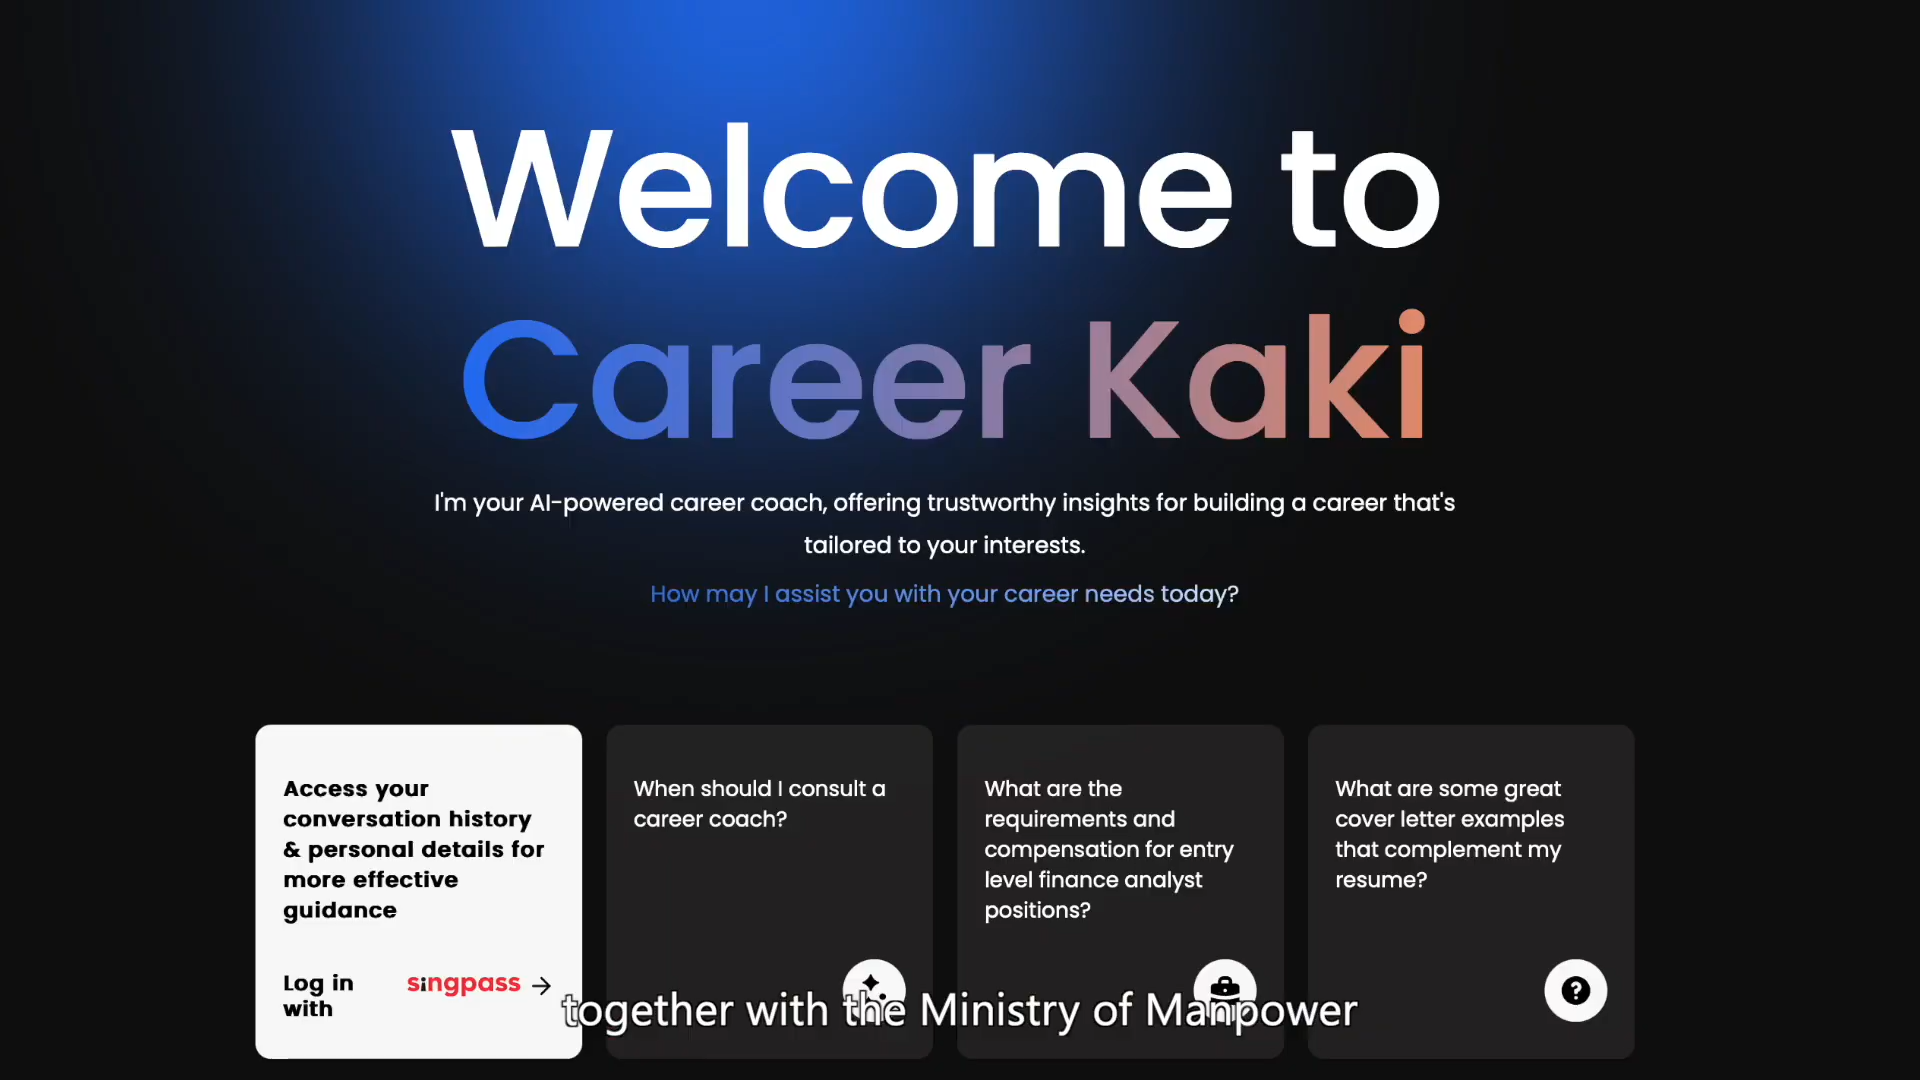 Welcome to
Career Kaki
I'm your AI-powered career coach, offering trustworthy insights for building a career that's
tailored to your interests.
How may I assist you with your career needs today?
Access your
conversation history
& personal details for
more effective
guidance
Log in
with
singpass
When should I consult a
career coach?
What are the
requirements and
compensation for entry
level finance analyst
positions?
What are some great
cover letter examples
that complement my
resume?
?
together with the Ministry of Manpower